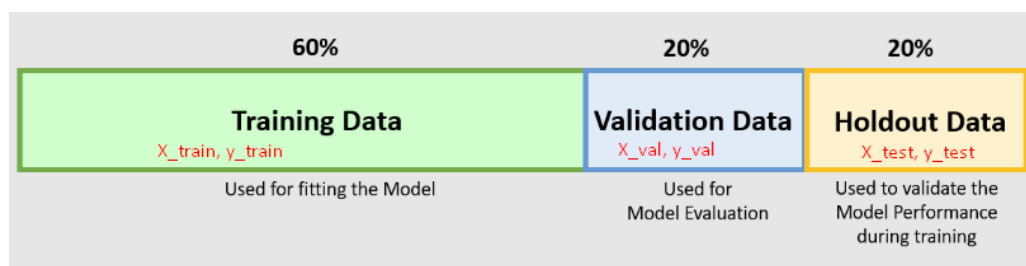 60%
20%
20%
Training Data
Validation Data
Holdout Data
X_train, y_train
X_val, y_val
X_test, y_test
Used for fitting the Model
Used for
Model Evaluation
Used to validate the
Model Performance
during training